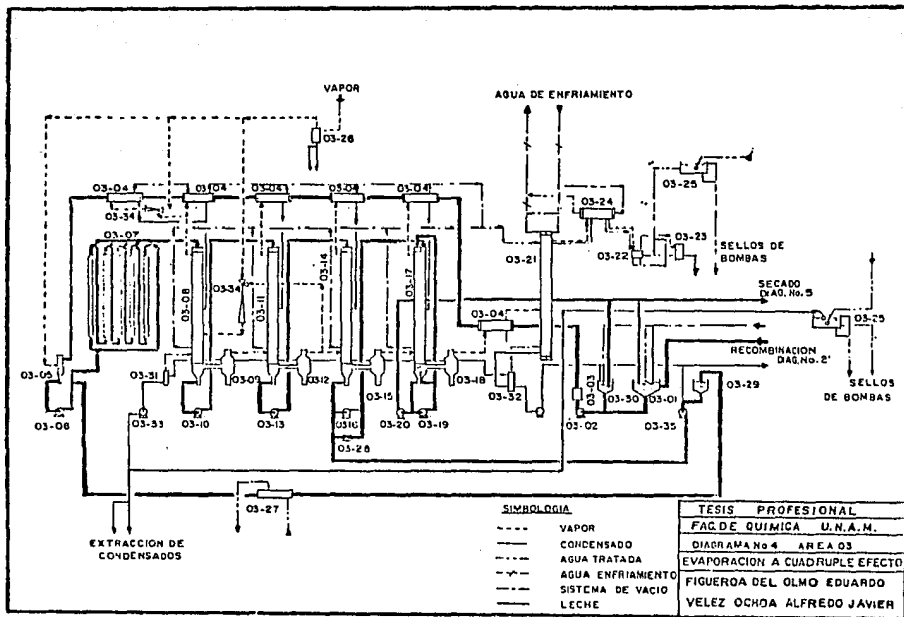 VAPOR
03-26
AGUA DE ENFRIAMIENTO
03-25
03-04
03-04
03-04
03-04
03-04
03-34
03-24
03-23
03-22
SELLOS DE
BOMBAS
03-07
03-21
03-08
03-34
03-11
03-14
03-17
SECADO
DIAG. No. 5
03-04
03-25
RECOMBINACION
DIAG. No. 2'
03-05
03-31
03-09
03-12
03-15
03-18
03-32
03-03
03-30
03-01
03-29
SELLOS
DE BOMBAS
03-06
03-33
03-10
03-13
03-16
03-20
03-19
03-02
03-35
03-28
03-27
EXTRACCION DE
CONDENSADOS
SIMBOLOGIA
VAPOR
CONDENSADO
AGUA TRATADA
AGUA ENFRIAMIENTO
SISTEMA DE VACIO
LECHE
TESIS PROFESIONAL
FAC. DE QUIMICA U.N.A.M.
DIAGRAMA No 4 AREA 03
EVAPORACION A CUADRUPLE EFECTO
FIGUEROA DEL OLMO EDUARDO
VELEZ OCHOA ALFREDO JAVIER